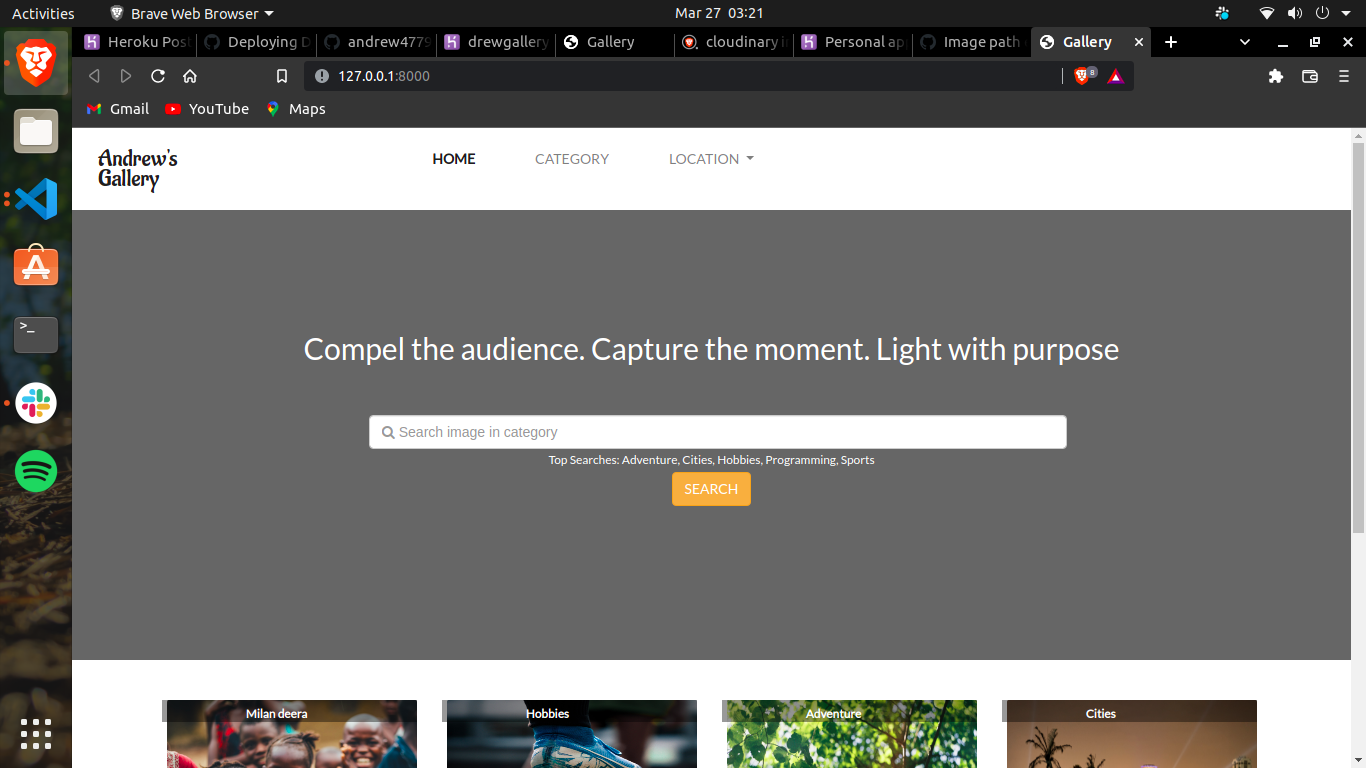 Activities Brave Web Browser Mar 27 03:21
Heroku Post Deploying D andrew4779 drewgallery Gallery cloudinary i Personal ap Image path Gallery
127.0.0.1:8000 8
Gmail YouTube Maps
Andrew's
Gallery
HOME CATEGORY LOCATION
Compel the audience. Capture the moment. Light with purpose
Search image in category
Top Searches: Adventure, Cities, Hobbies, Programming, Sports
SEARCH
Milan deera Hobbies Adventure Cities